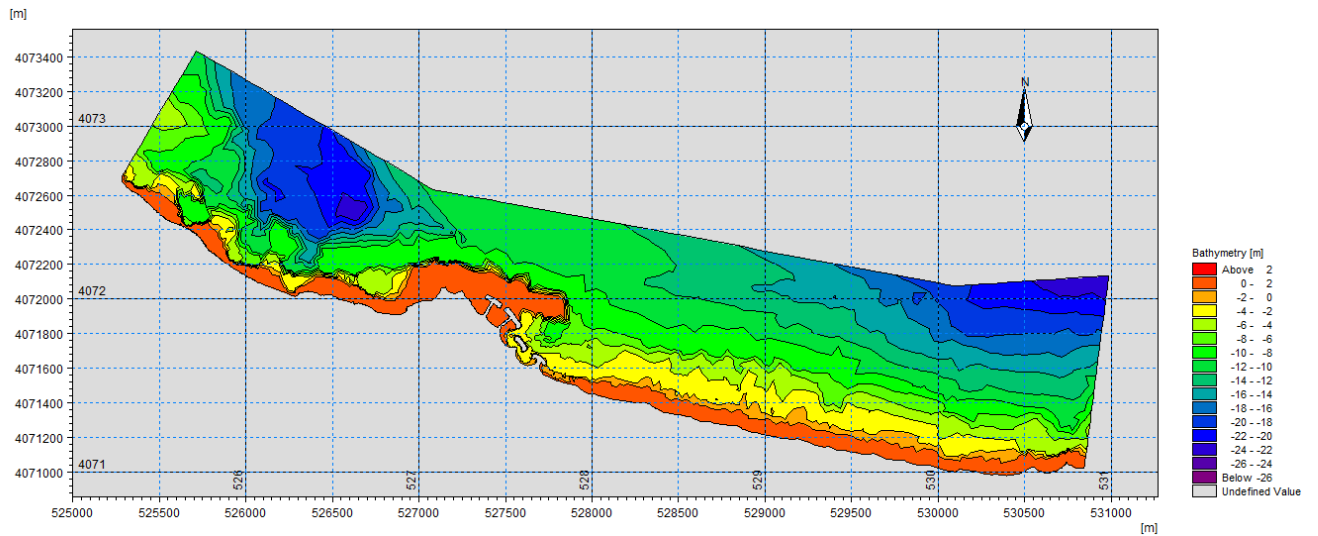 [m]
4073400
4073200
4073000
4072800
4072600
4072400
4072200
4072000
4071800
4071600
4071400
4071200
4071000
4073
4072
4071
N
526
527
528
529
530
531
525000 525500 526000 526500 527000 527500 528000 528500 529000 529500 530000 530500 531000
[m]
Bathymetry [m]
Above 2
0 - 2
-2 - 0
-4 - -2
-6 - -4
-8 - -6
-10 - -8
-12 - -10
-14 - -12
-16 - -14
-18 - -16
-20 - -18
-22 - -20
-24 - -22
-26 - -24
Below -26
Undefined Value